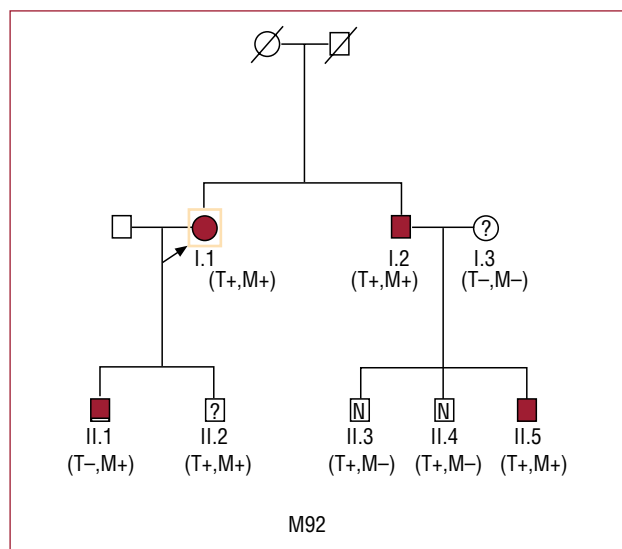 ?
I.1
I.2
I.3
(T+,M+)
(T+,M+)
(T–,M–)
?
N
N
II.1
II.2
II.3
II.4
II.5
(T–,M+)
(T+,M+)
(T+,M–)
(T+,M–)
(T+,M+)
M92